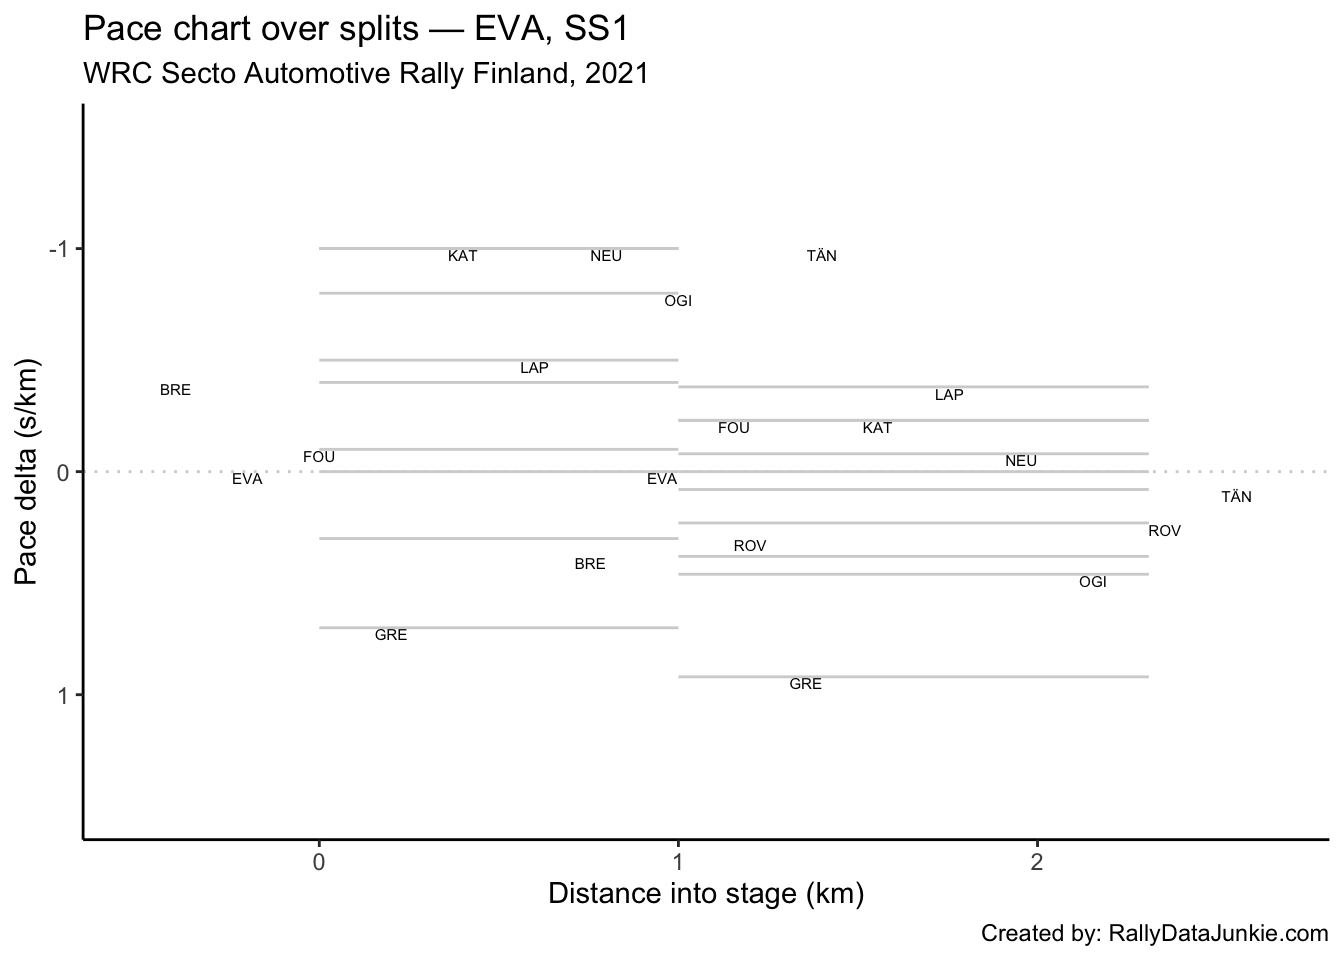 Pace chart over splits — EVA, SS1
WRC Secto Automotive Rally Finland, 2021
Pace delta (s/km)
-1
0
1
KAT NEU TÄN
OGI
LAP
BRE
LAP
FOU KAT
FOU
NEU
EVA EVA
TÄN
ROV
ROV
BRE
OGI
GRE
GRE
0 1 2
Distance into stage (km)
Created by: RallyDataJunkie.com